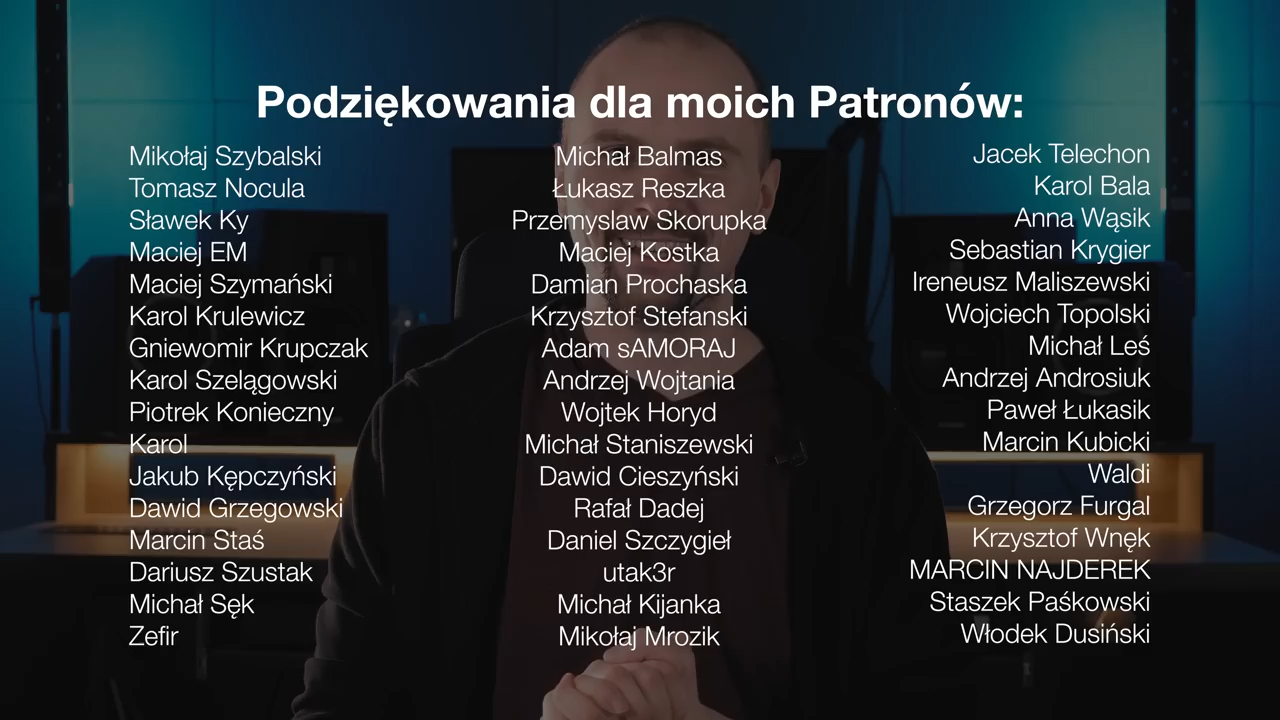 Podziękowania dla moich Patronów:
Mikołaj Szybalski
Tomasz Nocula
Sławek Ky
Maciej EM
Maciej Szymański
Karol Krulewicz
Gniewomir Krupczak
Karol Szelągowski
Piotrek Konieczny
Karol
Jakub Kępczyński
Dawid Grzegowski
Marcin Staś
Dariusz Szustak
Michał Sęk
Zefir
Michał Balmas
Łukasz Reszka
Przemyslaw Skorupka
Maciej Kostka
Damian Prochaska
Krzysztof Stefanski
Adam sAMORAJ
Andrzej Wojtania
Wojtek Horyd
Michał Staniszewski
Dawid Cieszyński
Rafał Dadej
Daniel Szczygieł
utak3r
Michał Kijanka
Mikołaj Mrozik
Jacek Telechon
Karol Bala
Anna Wąsik
Sebastian Krygier
Ireneusz Maliszewski
Wojciech Topolski
Michał Leś
Andrzej Androsiuk
Paweł Łukasik
Marcin Kubicki
Waldi
Grzegorz Furgal
Krzysztof Wnęk
MARCIN NAJDEREK
Staszek Paśkowski
Włodek Dusiński